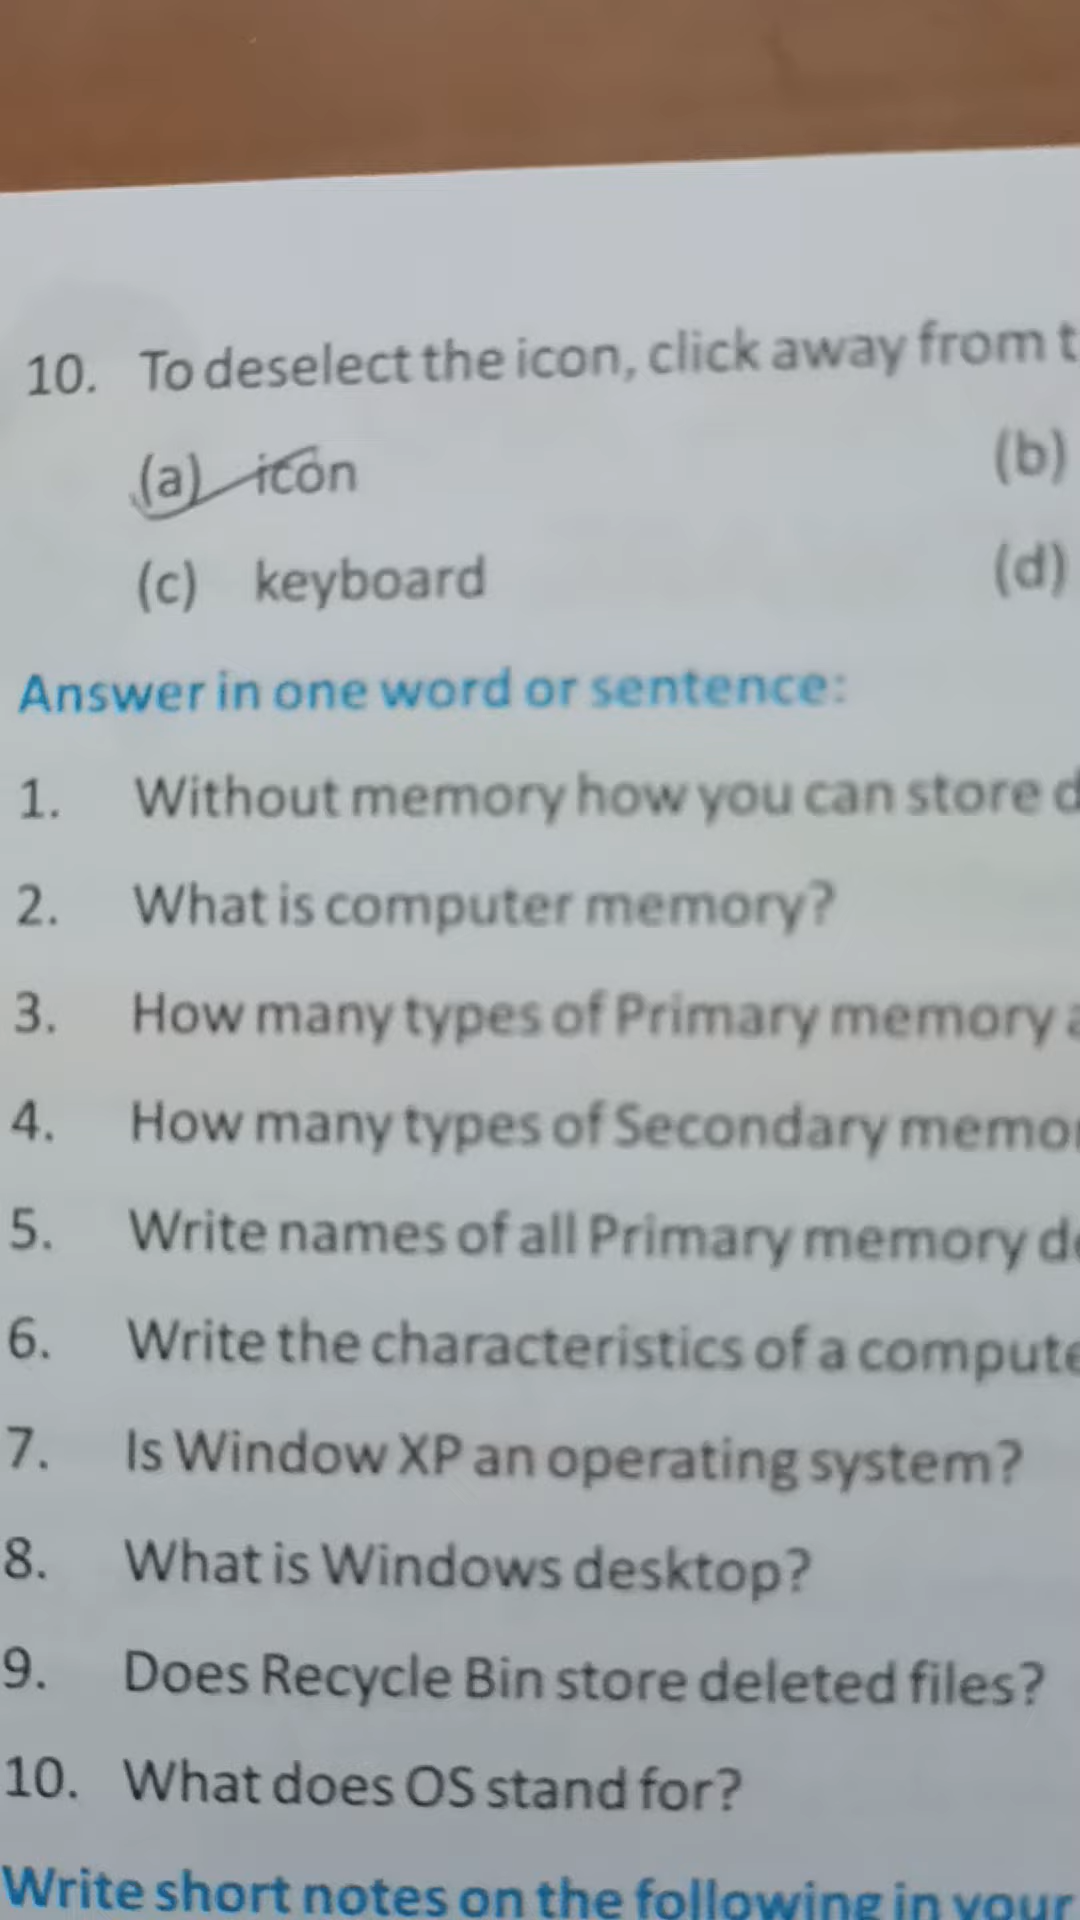 10. To deselect the icon, click away from
(a) icon (b)
(c) keyboard (d)
Answer in one word or sentence:
1. Without memory how you can store
2. What is computer memory?
3. How many types of Primary memory
4. How many types of Secondary
5. Write names of all Primary memory
6. Write the characteristics of a
7. Is Window XP an operating system?
8. What is Windows desktop?
9. Does Recycle Bin store deleted files?
10. What does OS stand for?
Write short notes on the following in your